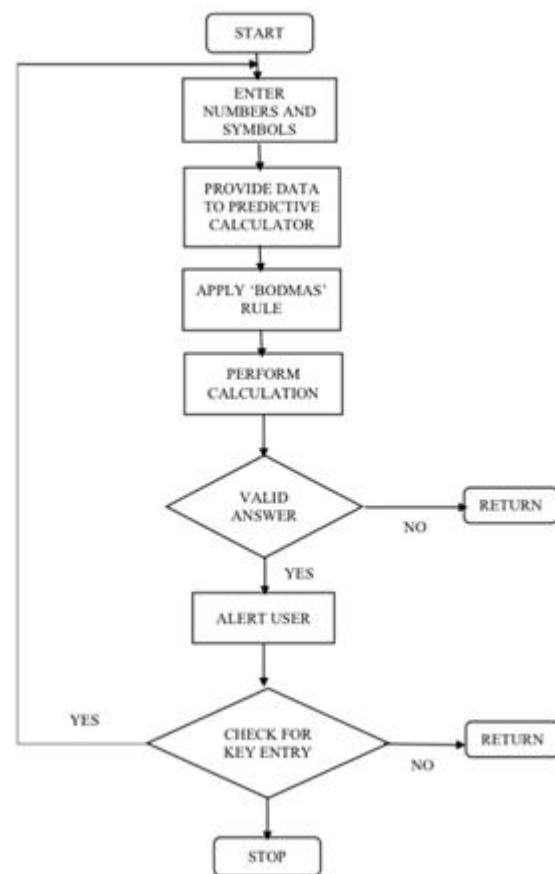 START
ENTER
NUMBERS AND
SYMBOLS
PROVIDE DATA
TO PREDICTIVE
CALCULATOR
APPLY ‘BODMAS’
RULE
PERFORM
CALCULATION
VALID
ANSWER
NO
RETURN
YES
ALERT USER
YES
CHECK FOR
KEY ENTRY
NO
RETURN
STOP